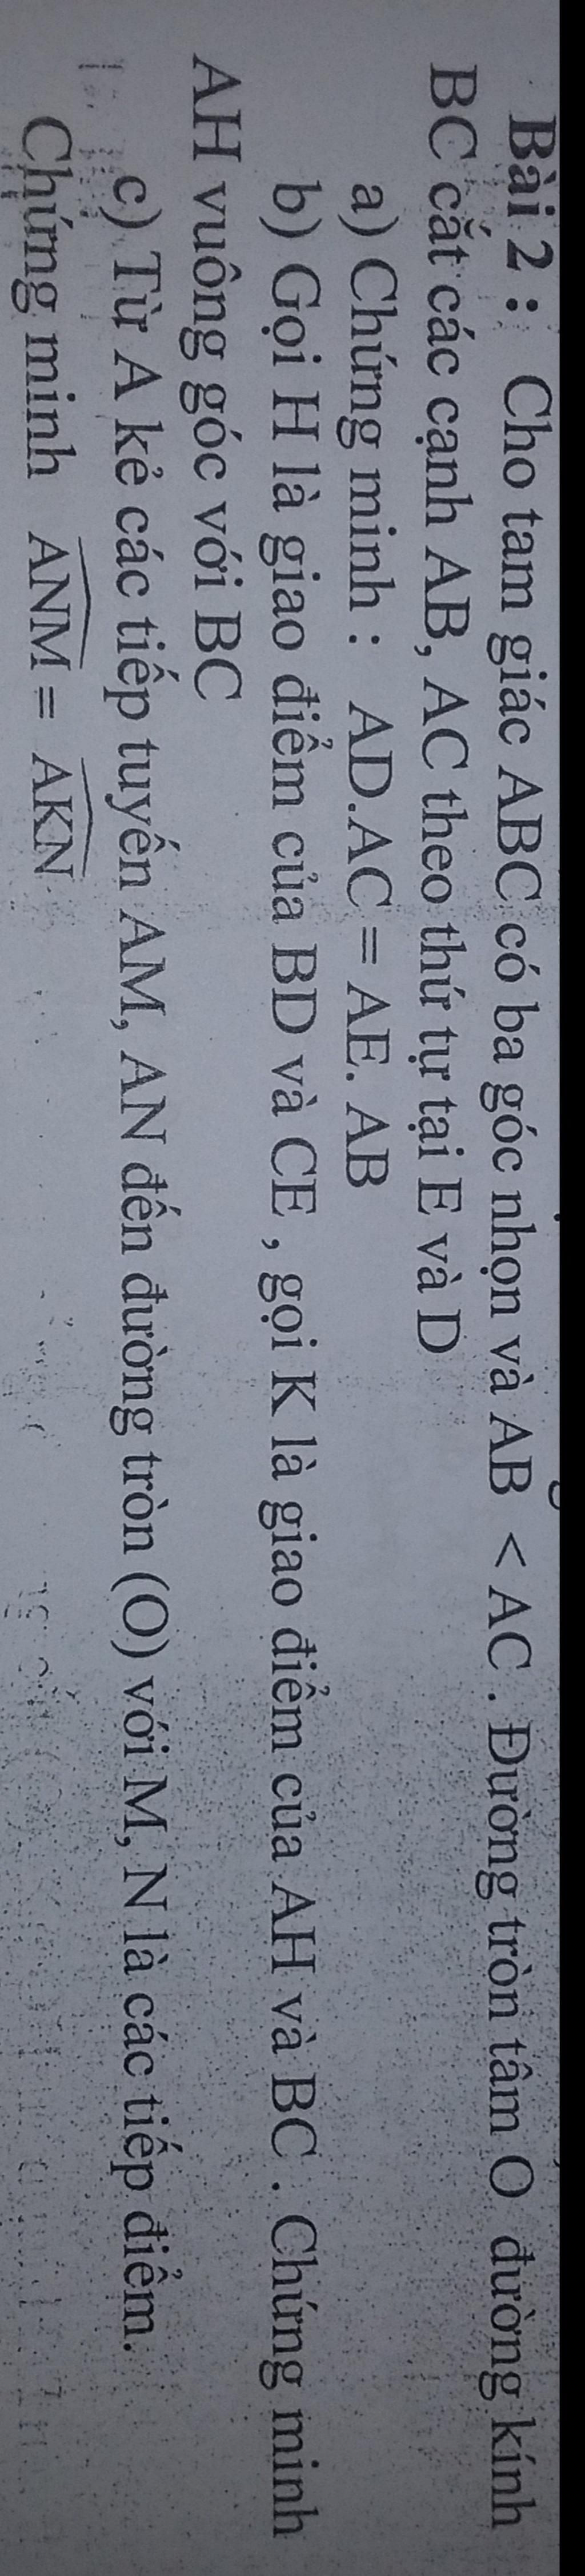 Bài 2 : Cho tam giác ABC có ba góc nhọn và AB < AC . Đường tròn tâm O đường kính
BC cắt các cạnh AB, AC theo thứ tự tại E và D
a) Chứng minh : AD.AC = AE. AB
b) Gọi H là giao điểm của BD và CE , gọi K là giao điểm của AH và BC . Chứng minh
AH vuông góc với BC
c) Từ A kẻ các tiếp tuyến AM, AN đến đường tròn (O) với M, N là các tiếp điểm.
Chứng minh ANM = AKN